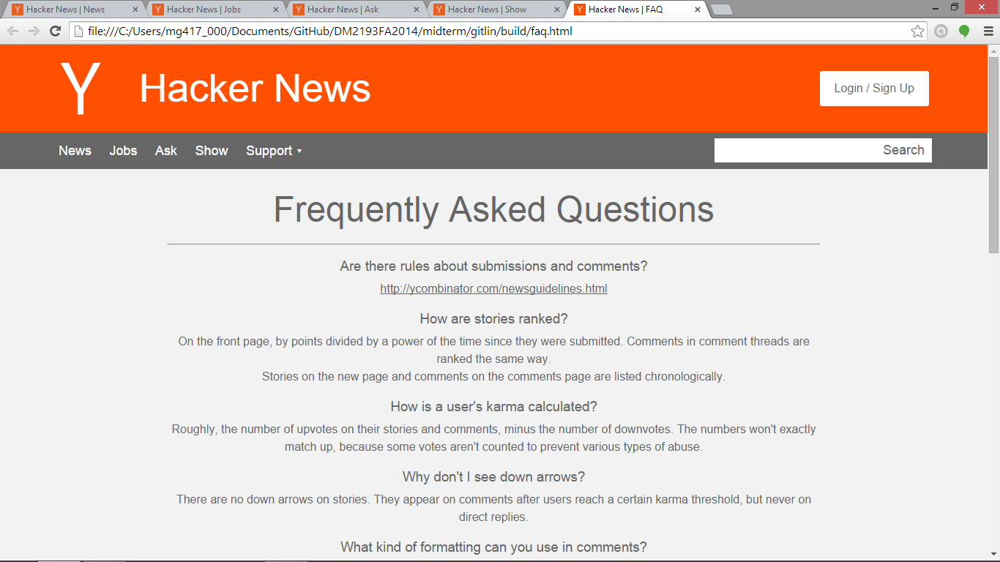 Hacker News | News
Hacker News | Jobs
Hacker News | Ask
Hacker News | Show
Hacker News | FAQ
file:///C:/Users/mg417_000/Documents/GitHub/DM2193FA2014/midterm/gitlin/build/faq.html
Y
Hacker News
Login / Sign Up
News Jobs Ask Show Support
Search
Frequently Asked Questions
Are there rules about submissions and comments?
http://ycombinator.com/newsguidelines.html
How are stories ranked?
On the front page, by points divided by a power of the time since they were submitted. Comments in comment threads are
ranked the same way.
Stories on the new page and comments on the comments page are listed chronologically.
How is a user's karma calculated?
Roughly, the number of upvotes on their stories and comments, minus the number of downvotes. The numbers won't exactly
match up, because some votes aren't counted to prevent various types of abuse.
Why don't I see down arrows?
There are no down arrows on stories. They appear on comments after users reach a certain karma threshold, but never on
direct replies.
What kind of formatting can you use in comments?